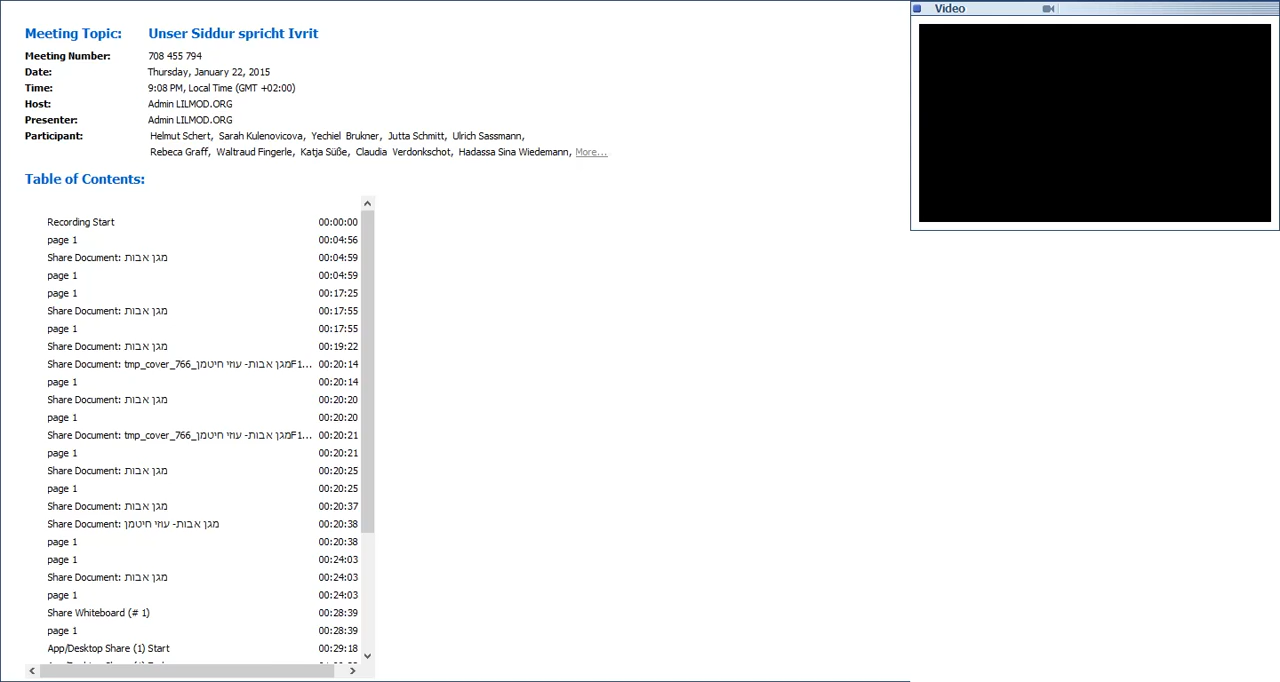 Video
Meeting Topic: Unser Siddur spricht Ivrit
Meeting Number: 708 455 794
Date: Thursday, January 22, 2015
Time: 9:08 PM, Local Time (GMT +02:00)
Host: Admin LILMOD.ORG
Presenter: Admin LILMOD.ORG
Participant: Helmut Schert, Sarah Kulenovicova, Yechiel Brukner, Jutta Schmitt, Ulrich Sassmann,
Rebeca Graff, Waltraud Fingerle, Katja Süße, Claudia Verdonkschot, Hadassa Sina Wiedemann, More...
Table of Contents:
Recording Start 00:00:00
page 1 00:04:56
Share Document: מגן אבות 00:04:59
page 1 00:04:59
page 1 00:17:25
Share Document: מגן אבות 00:17:55
page 1 00:17:55
Share Document: מגן אבות 00:19:22
Share Document: tmp_cover_766_מגן אבות- עוזי חיטמןF1... 00:20:14
page 1 00:20:14
Share Document: מגן אבות 00:20:20
page 1 00:20:20
Share Document: tmp_cover_766_מגן אבות- עוזי חיטמןF1... 00:20:21
page 1 00:20:21
Share Document: מגן אבות 00:20:25
page 1 00:20:25
Share Document: מגן אבות 00:20:37
Share Document: מגן אבות- עוזי חיטמן 00:20:38
page 1 00:20:38
page 1 00:24:03
Share Document: מגן אבות 00:24:03
page 1 00:24:03
Share Whiteboard (# 1) 00:28:39
page 1 00:28:39
App/Desktop Share (1) Start 00:29:18